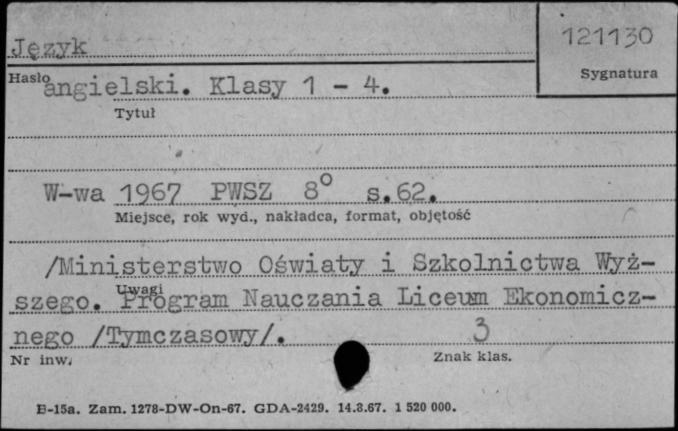 Język
121130
Hasło
Sygnatura
angielski. Klasy 1 - 4.
Tytuł
W-wa 1967 PWSZ 8° s.62.
Miejsce, rok wyd., nakładca, format, objętość
/Ministerstwo Oświaty i Szkolnictwa Wyż-
Uwagi
szego. Program Nauczania Liceum Ekonomicz-
nego /Tymczasowy/. 3
Nr inw. Znak klas.
E-15a. Zam. 1278-DW-On-67. GDA-2429. 14.3.67. 1 520 000.